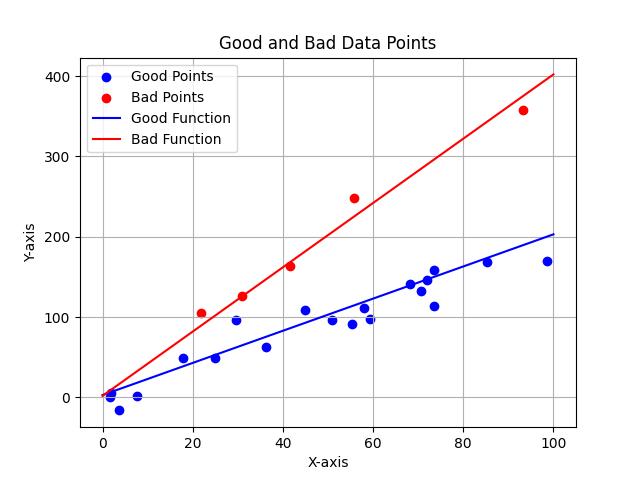 Good and Bad Data Points
Good Points
Bad Points
Good Function
Bad Function
400
300
200
100
0
Y-axis
0 20 40 60 80 100
X-axis